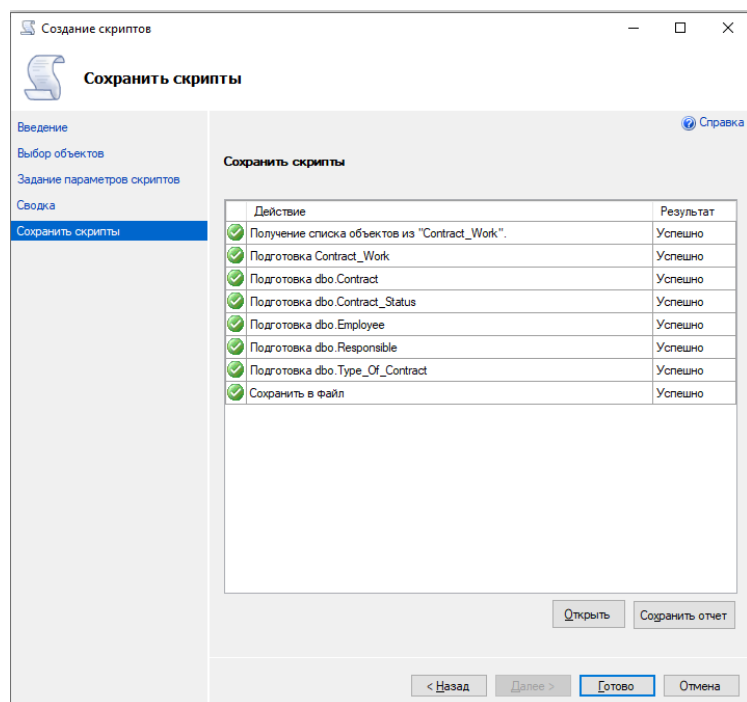 Создание скриптов
Сохранить скрипты
Справка
Введение
Выбор объектов
Задание параметров скриптов
Сводка
Сохранить скрипты
Сохранить скрипты
Действие Результат
Получение списка объектов из "Contract_Work". Успешно
Подготовка Contract_Work Успешно
Подготовка dbo.Contract Успешно
Подготовка dbo.Contract_Status Успешно
Подготовка dbo.Employee Успешно
Подготовка dbo.Responsible Успешно
Подготовка dbo.Type_Of_Contract Успешно
Сохранить в файл Успешно
Открыть Сохранить отчет
< Назад Далее > Готово Отмена